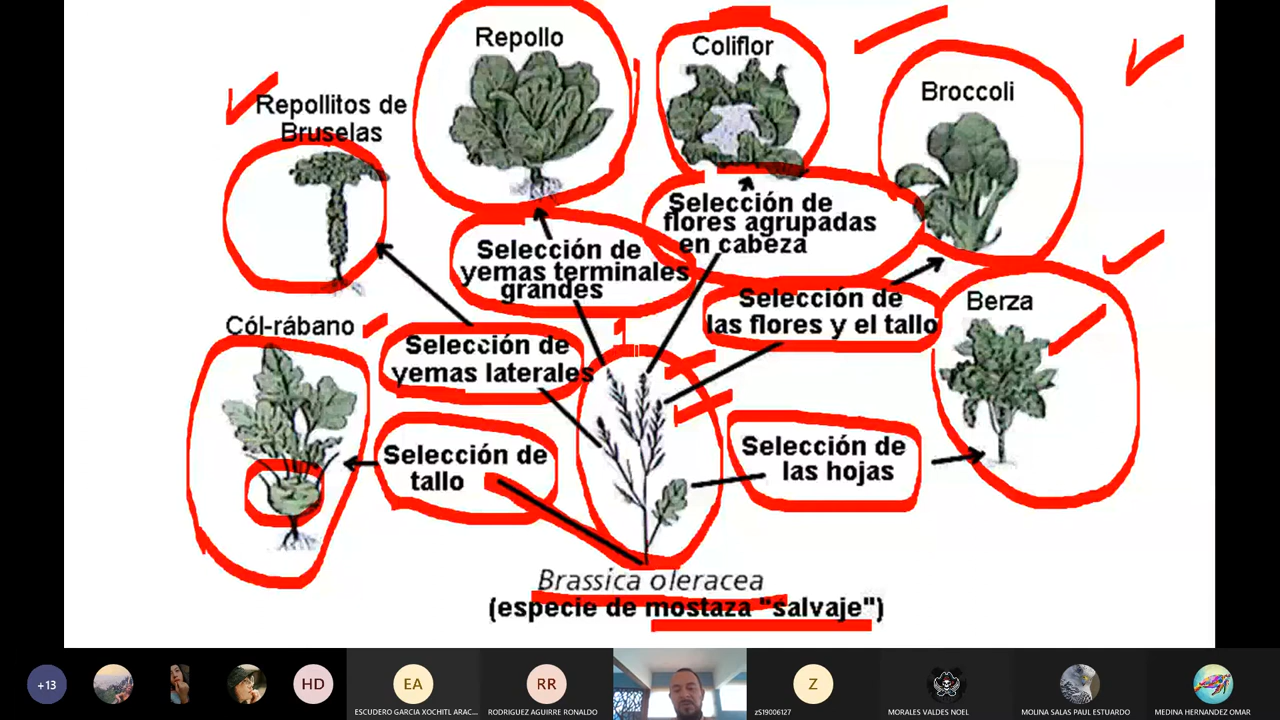 Repollo
Coliflor
Broccoli
Repollitos de
Bruselas
Selección de
flores agrupadas
en cabeza
Selección de
yemas terminales
grandes
Selección de
las flores y el tallo
Berza
Cól-rábano
Selección de
yemas laterales
Selección de
tallo
Selección de
las hojas
Brassica oleracea
(especie de mostaza "salvaje")
+13
HD
EA
RR
Z
ESCUDERO GARCIA XOCHITL ARAC...
RODRIGUEZ AGUIRRE RONALDO
zS19006127
MORALES VALDES NOEL
MOLINA SALAS PAUL ESTUARDO
MEDINA HERNANDEZ OMAR